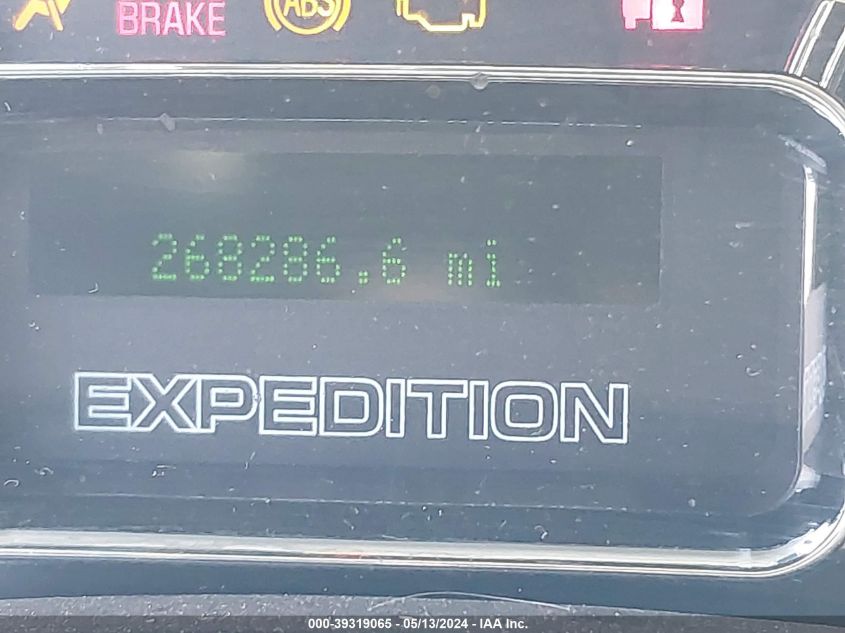 BRAKE
ABS
268286.6 mi
EXPEDITION
000-39319065 - 05/13/2024 - IAA Inc.